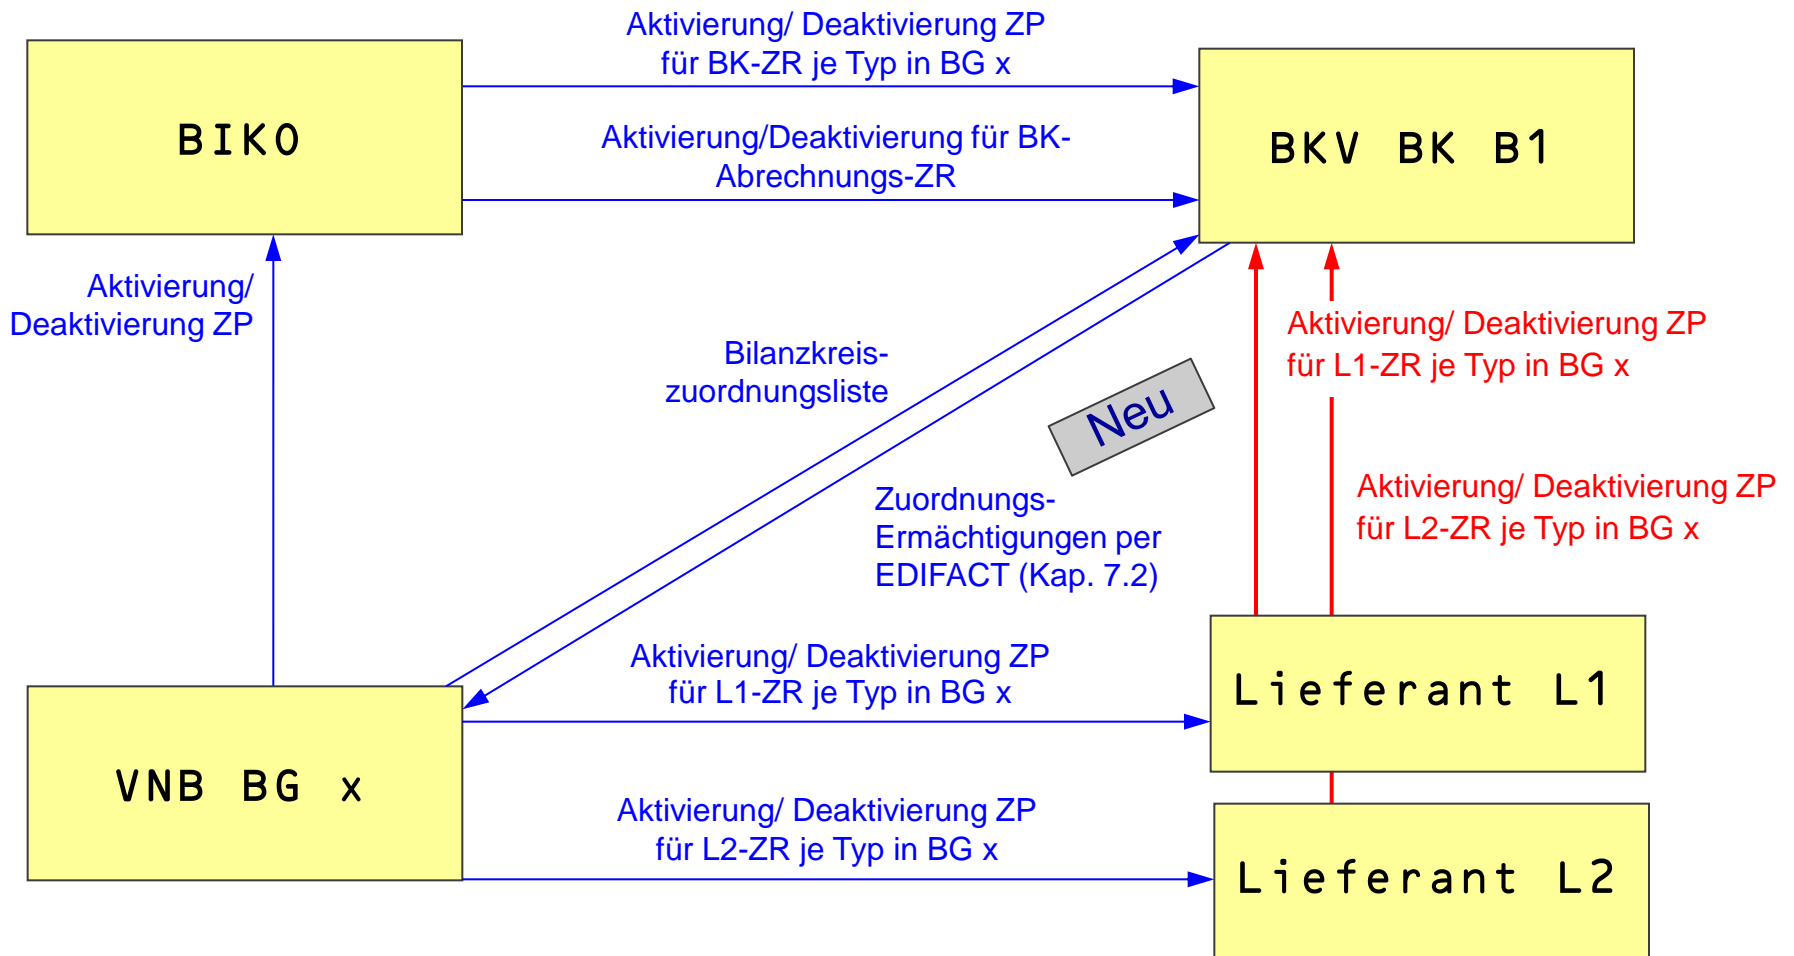 Aktivierung/ Deaktivierung ZP
für BK-ZR je Typ in BG x
BIKO
BKV BK B1
Aktivierung/Deaktivierung für BK-
Abrechnungs-ZR
Aktivierung/
Deaktivierung ZP
Bilanzkreis-
zuordnungsliste
Neu
Aktivierung/ Deaktivierung ZP
für L1-ZR je Typ in BG x
Zuordnungs-
Ermächtigungen per
EDIFACT (Kap. 7.2)
Aktivierung/ Deaktivierung ZP
für L2-ZR je Typ in BG x
Aktivierung/ Deaktivierung ZP
für L1-ZR je Typ in BG x
Lieferant L1
VNB BG x
Aktivierung/ Deaktivierung ZP
für L2-ZR je Typ in BG x
Lieferant L2